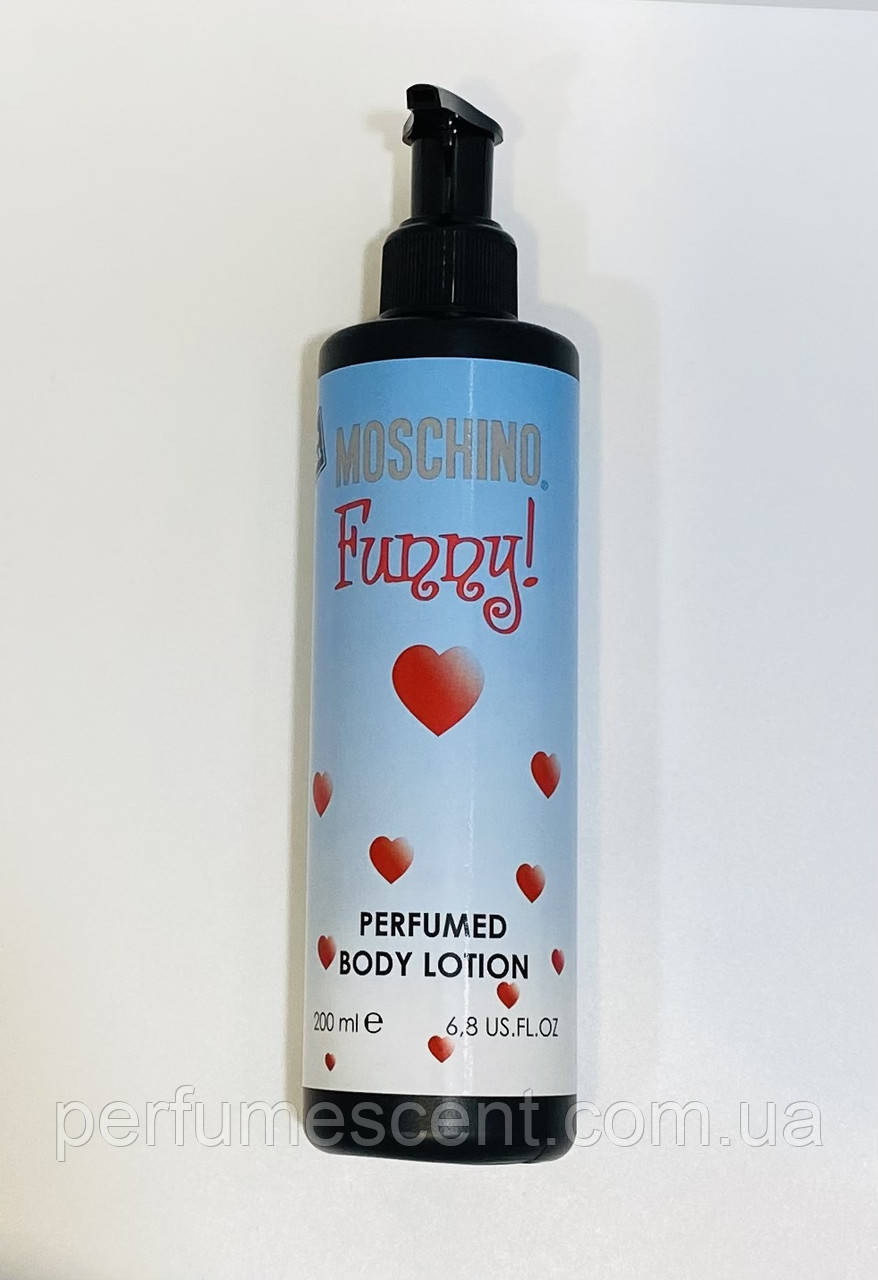 MOSCHINO®
Funny!
PERFUMED
BODY LOTION
200 ml ℮ 6,8 US.FL.OZ
perfumescent.com.ua